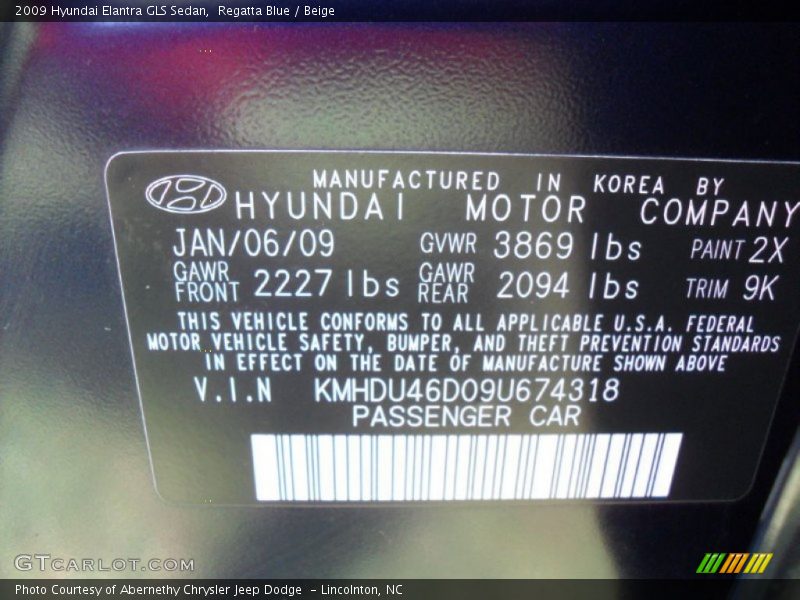 2009 Hyundai Elantra GLS Sedan, Regatta Blue / Beige
MANUFACTURED IN KOREA BY
HYUNDAI MOTOR COMPANY
JAN/06/09 GVWR 3869 lbs PAINT 2X
GAWR FRONT 2227 lbs GAWR REAR 2094 lbs TRIM 9K
THIS VEHICLE CONFORMS TO ALL APPLICABLE U.S.A. FEDERAL
MOTOR VEHICLE SAFETY, BUMPER, AND THEFT PREVENTION STANDARDS
IN EFFECT ON THE DATE OF MANUFACTURE SHOWN ABOVE
V.I.N KMHDU46D09U674318
PASSENGER CAR
GTCARLOT.COM
Photo Courtesy of Abernethy Chrysler Jeep Dodge - Lincolnton, NC